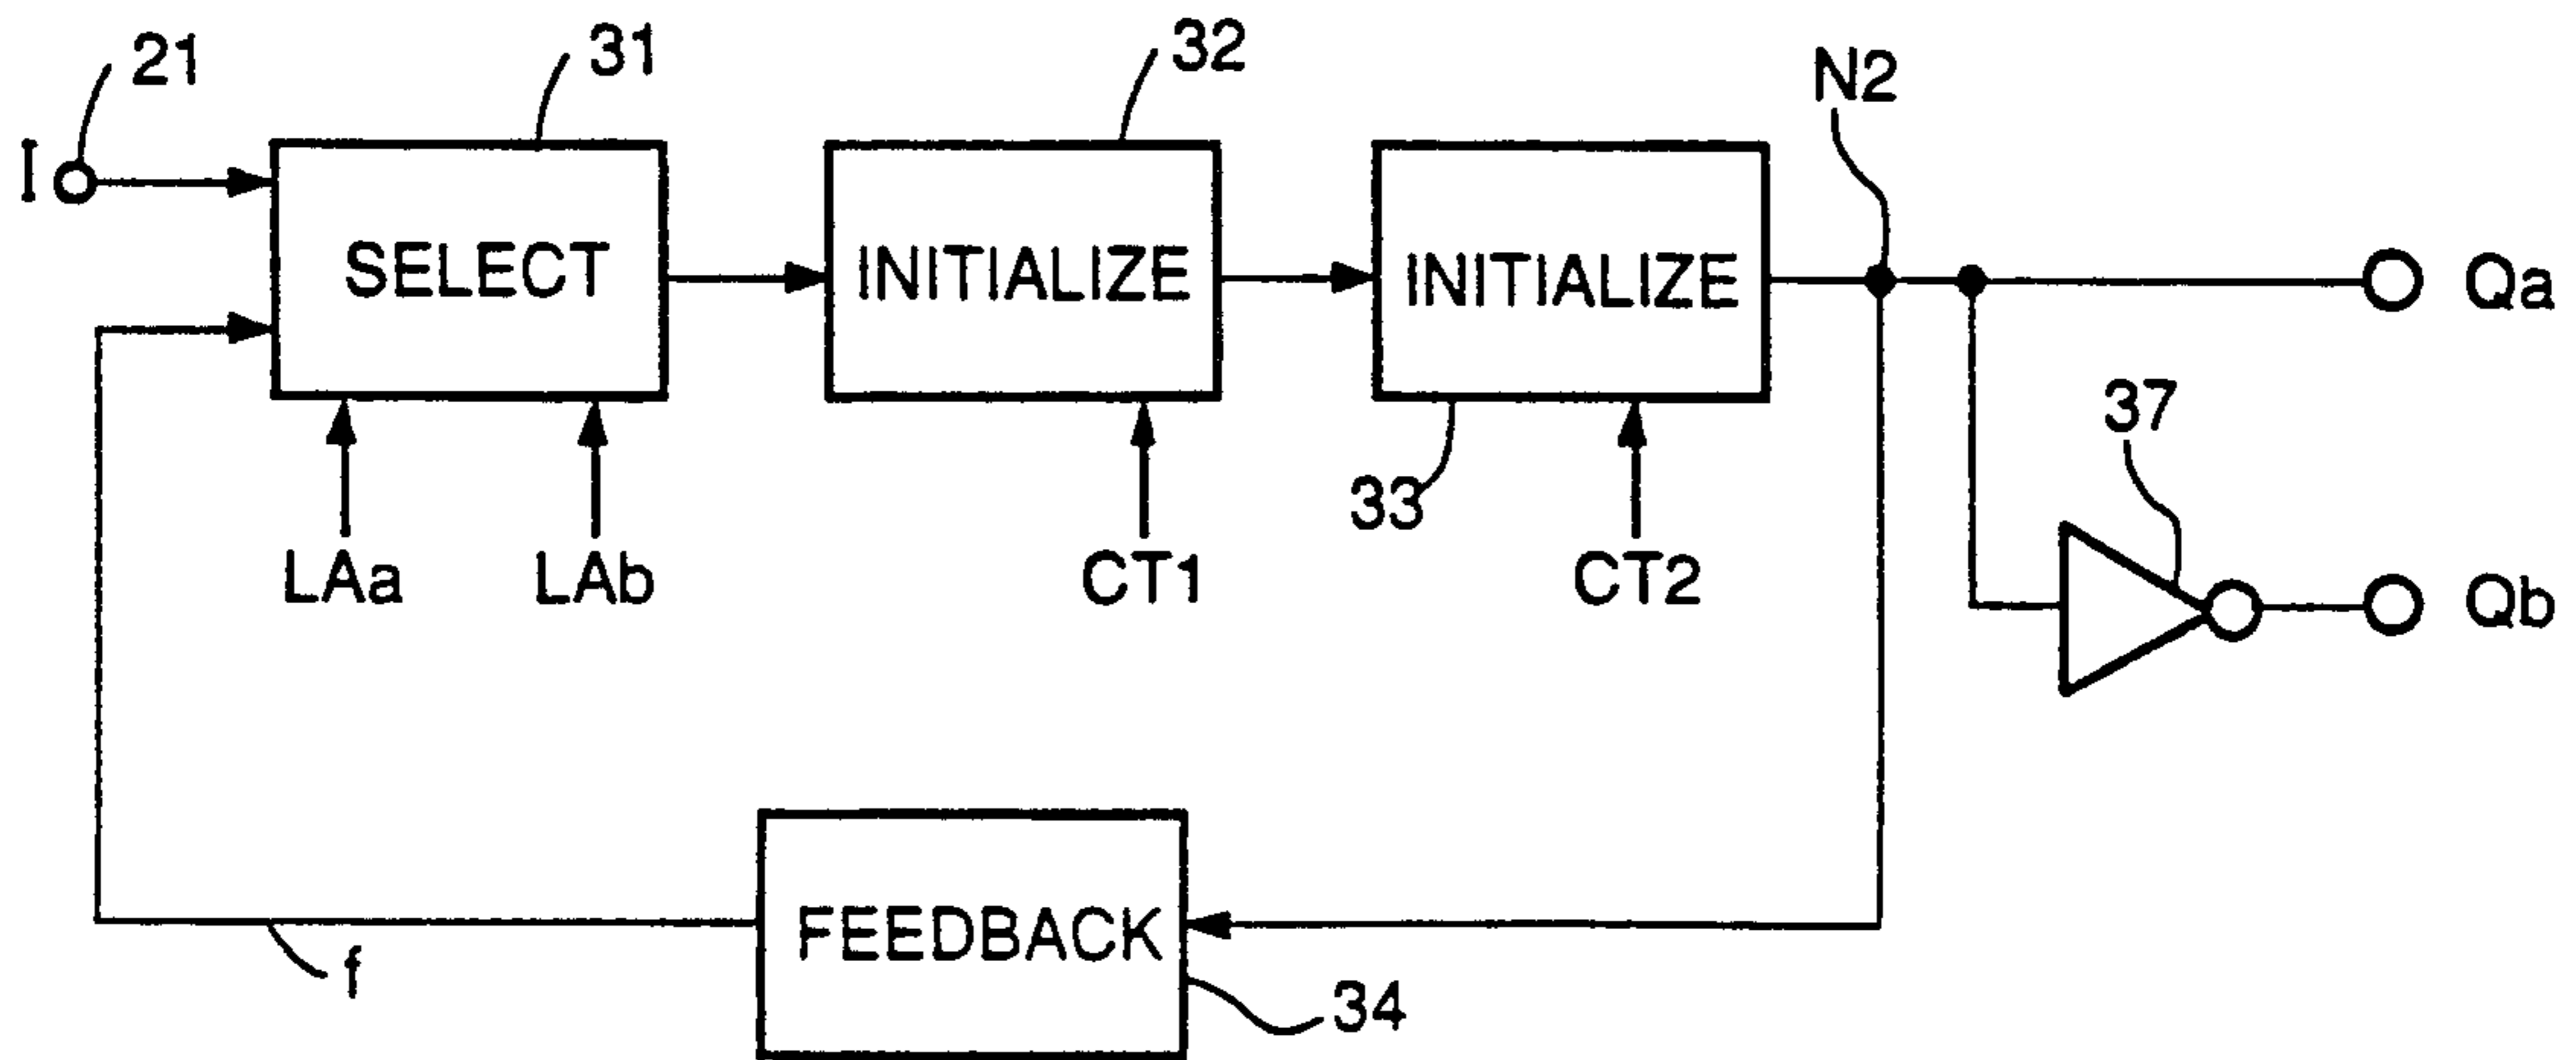 21
31
32
N2
I
SELECT
INITIALIZE
INITIALIZE
Qa
37
33
LAa
LAb
CT1
CT2
Qb
FEEDBACK
f
34